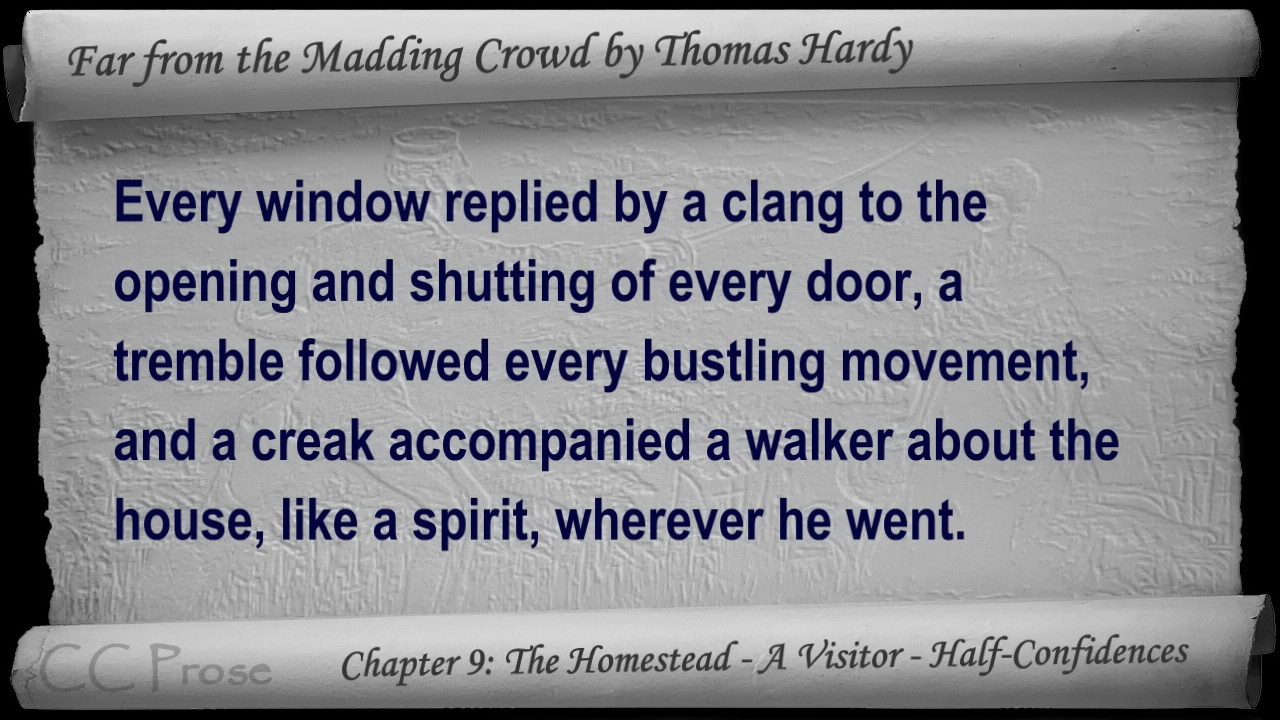 Far from the Madding Crowd by Thomas Hardy
Every window replied by a clang to the
opening and shutting of every door, a
tremble followed every bustling movement,
and a creak accompanied a walker about the
house, like a spirit, wherever he went.
CC Prose
Chapter 9: The Homestead - A Visitor - Half-Confidences